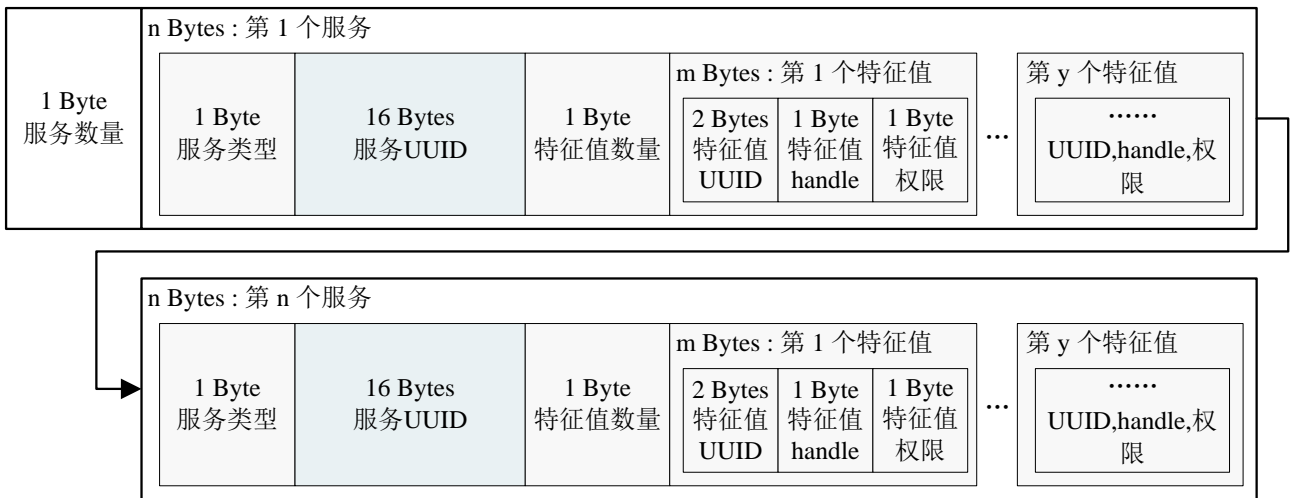 n Bytes : 第 1 个服务
1 Byte
服务数量
1 Byte
服务类型
16 Bytes
服务UUID
1 Byte
特征值数量
m Bytes : 第 1 个特征值
2 Bytes
特征值
UUID
1 Byte
特征值
handle
1 Byte
特征值
权限
...
第 y 个特征值
......
UUID,handle,权
限
n Bytes : 第 n 个服务
1 Byte
服务类型
16 Bytes
服务UUID
1 Byte
特征值数量
m Bytes : 第 1 个特征值
2 Bytes
特征值
UUID
1 Byte
特征值
handle
1 Byte
特征值
权限
...
第 y 个特征值
......
UUID,handle,权
限